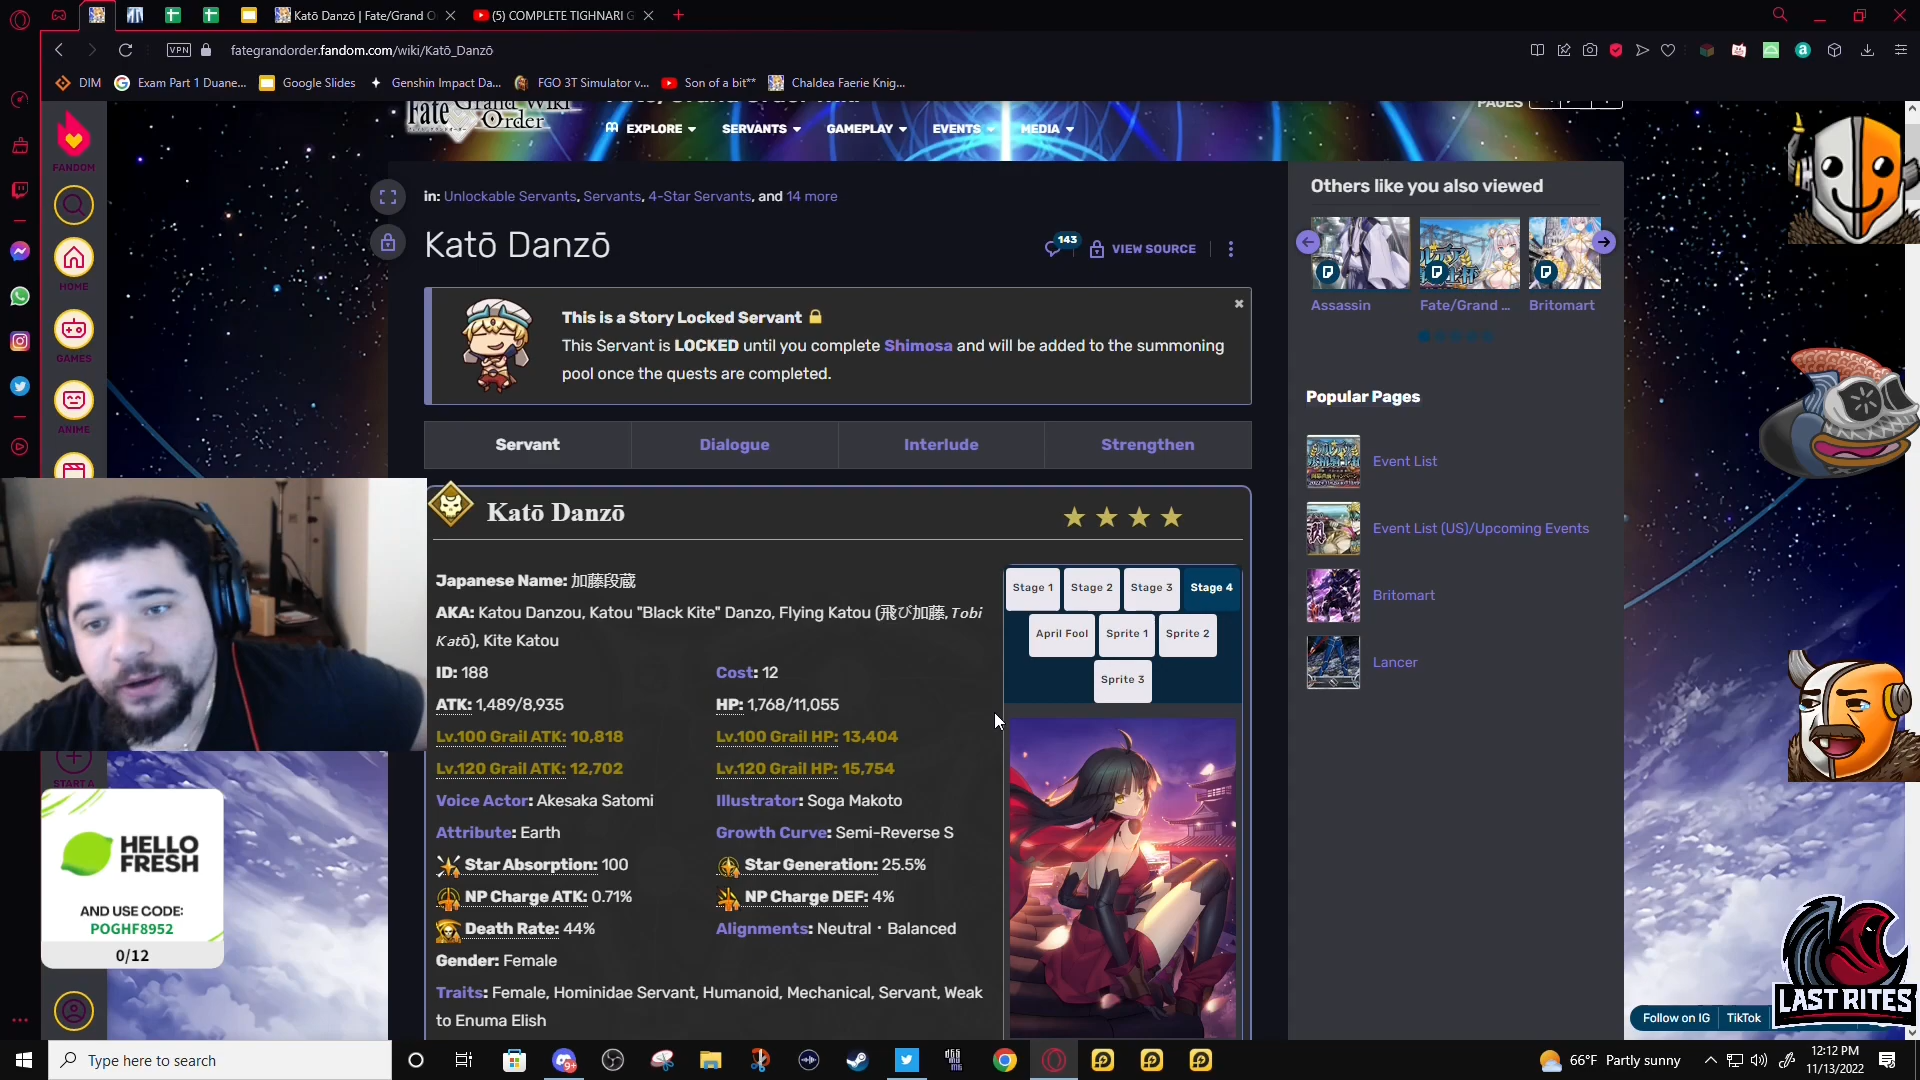 Katō Danzō | Fate/Grand O
(5) COMPLETE TIGHNARI G
VPN
fategrandorder.fandom.com/wiki/Katō_Danzō
DIM
Exam Part 1 Duane...
Google Slides
Genshin Impact Da...
FGO 3T Simulator v...
Son of a bit**
Chaldea Faerie Knig...
Fate Grand Wiki
Order
PAGES
EXPLORE
SERVANTS
GAMEPLAY
EVENTS
MEDIA
FANDOM
HOME
GAMES
ANIME
START A
in: Unlockable Servants, Servants, 4-Star Servants, and 14 more
Katō Danzō
143
VIEW SOURCE
This is a Story Locked Servant
This Servant is LOCKED until you complete Shimosa and will be added to the summoning
pool once the quests are completed.
Servant
Dialogue
Interlude
Strengthen
Katō Danzō
Japanese Name: 加藤段蔵
AKA: Katou Danzou, Katou "Black Kite" Danzo, Flying Katou (飛び加藤, Tobi
Katō), Kite Katou
ID: 188
Cost: 12
ATK: 1,489/8,935
HP: 1,768/11,055
Lv.100 Grail ATK: 10,818
Lv.100 Grail HP: 13,404
Lv.120 Grail ATK: 12,702
Lv.120 Grail HP: 15,754
Voice Actor: Akesaka Satomi
Illustrator: Soga Makoto
Attribute: Earth
Growth Curve: Semi-Reverse S
Star Absorption: 100
Star Generation: 25.5%
NP Charge ATK: 0.71%
NP Charge DEF: 4%
Death Rate: 44%
Alignments: Neutral・Balanced
Gender: Female
Traits: Female, Hominidae Servant, Humanoid, Mechanical, Servant, Weak
to Enuma Elish
Stage 1
Stage 2
Stage 3
Stage 4
April Fool
Sprite 1
Sprite 2
Sprite 3
Others like you also viewed
Assassin
Fate/Grand ...
Britomart
Popular Pages
Event List
Event List (US)/Upcoming Events
Britomart
Lancer
HELLO
FRESH
AND USE CODE:
POGHF8952
0/12
LAST RITES
Follow on IG
TikTok
Type here to search
9+
66°F Partly sunny
12:12 PM
11/13/2022